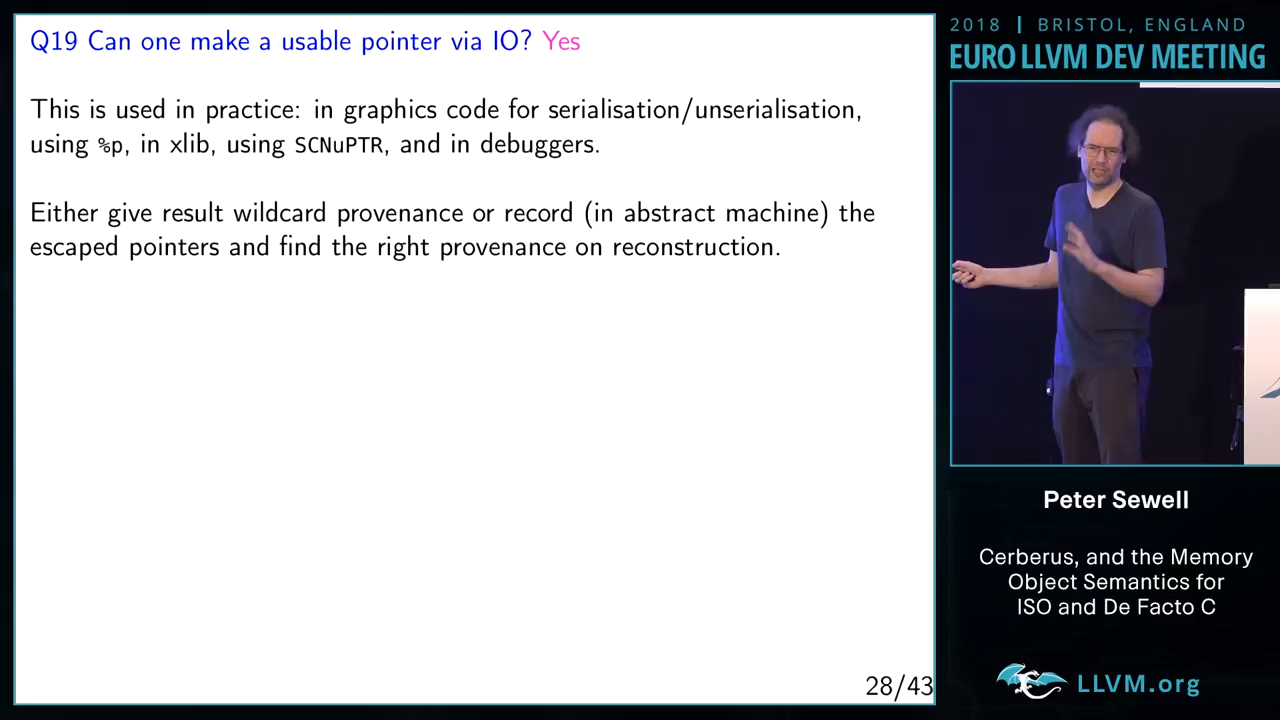 Q19 Can one make a usable pointer via IO? Yes
This is used in practice: in graphics code for serialisation/unserialisation,
using %p, in xlib, using SCNuPTR, and in debuggers.
Either give result wildcard provenance or record (in abstract machine) the
escaped pointers and find the right provenance on reconstruction.
28/43
2018 | BRISTOL, ENGLAND
EURO LLVM DEV MEETING
Peter Sewell
Cerberus, and the Memory
Object Semantics for
ISO and De Facto C
LLVM.org